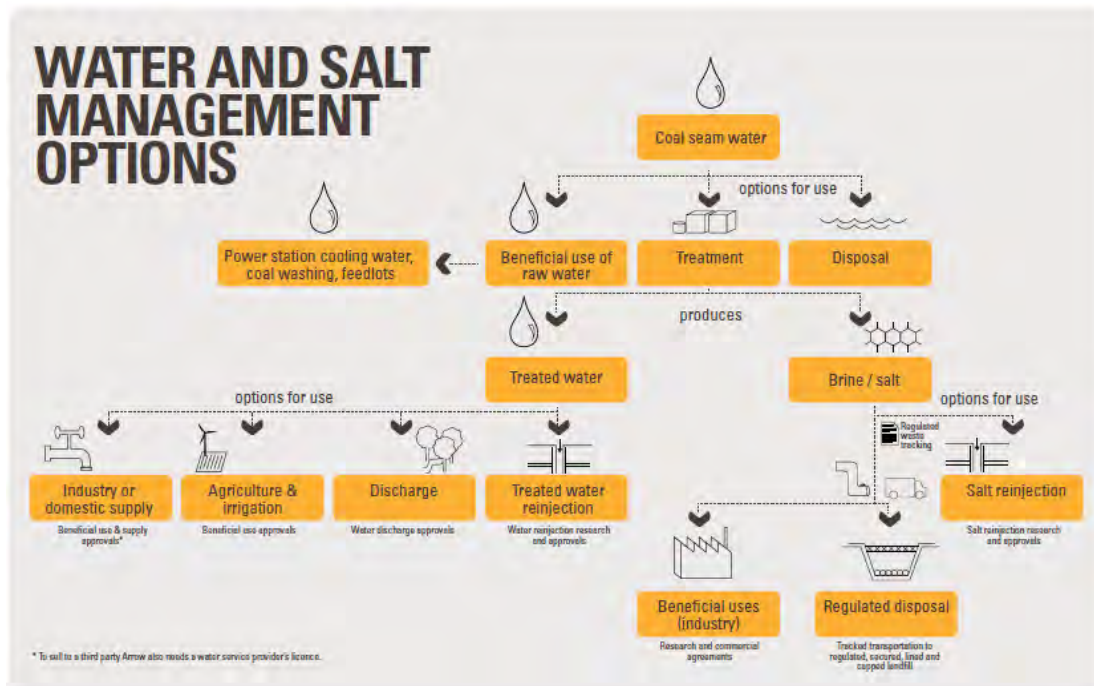 WATER AND SALT
MANAGEMENT
OPTIONS
Coal seam water
options for use
Power station cooling water,
coal washing, feedlots
Beneficial use of
raw water
Treatment
Disposal
produces
Treated water
Brine / salt
options for use
options for use
Regulated
waste
tracking
Industry or
domestic supply
Beneficial use & supply
approvals*
Agriculture &
irrigation
Beneficial use approvals
Discharge
Water discharge approvals
Treated water
reinjection
Water reinjection research
and approvals
Salt reinjection
Salt reinjection research
and approvals
Beneficial uses
(industry)
Research and commercial
agreements
Regulated disposal
Tracked transportation to
regulated, secured, lined and
capped landfill
* To sell to a third party Arrow also needs a water service provider's licence.